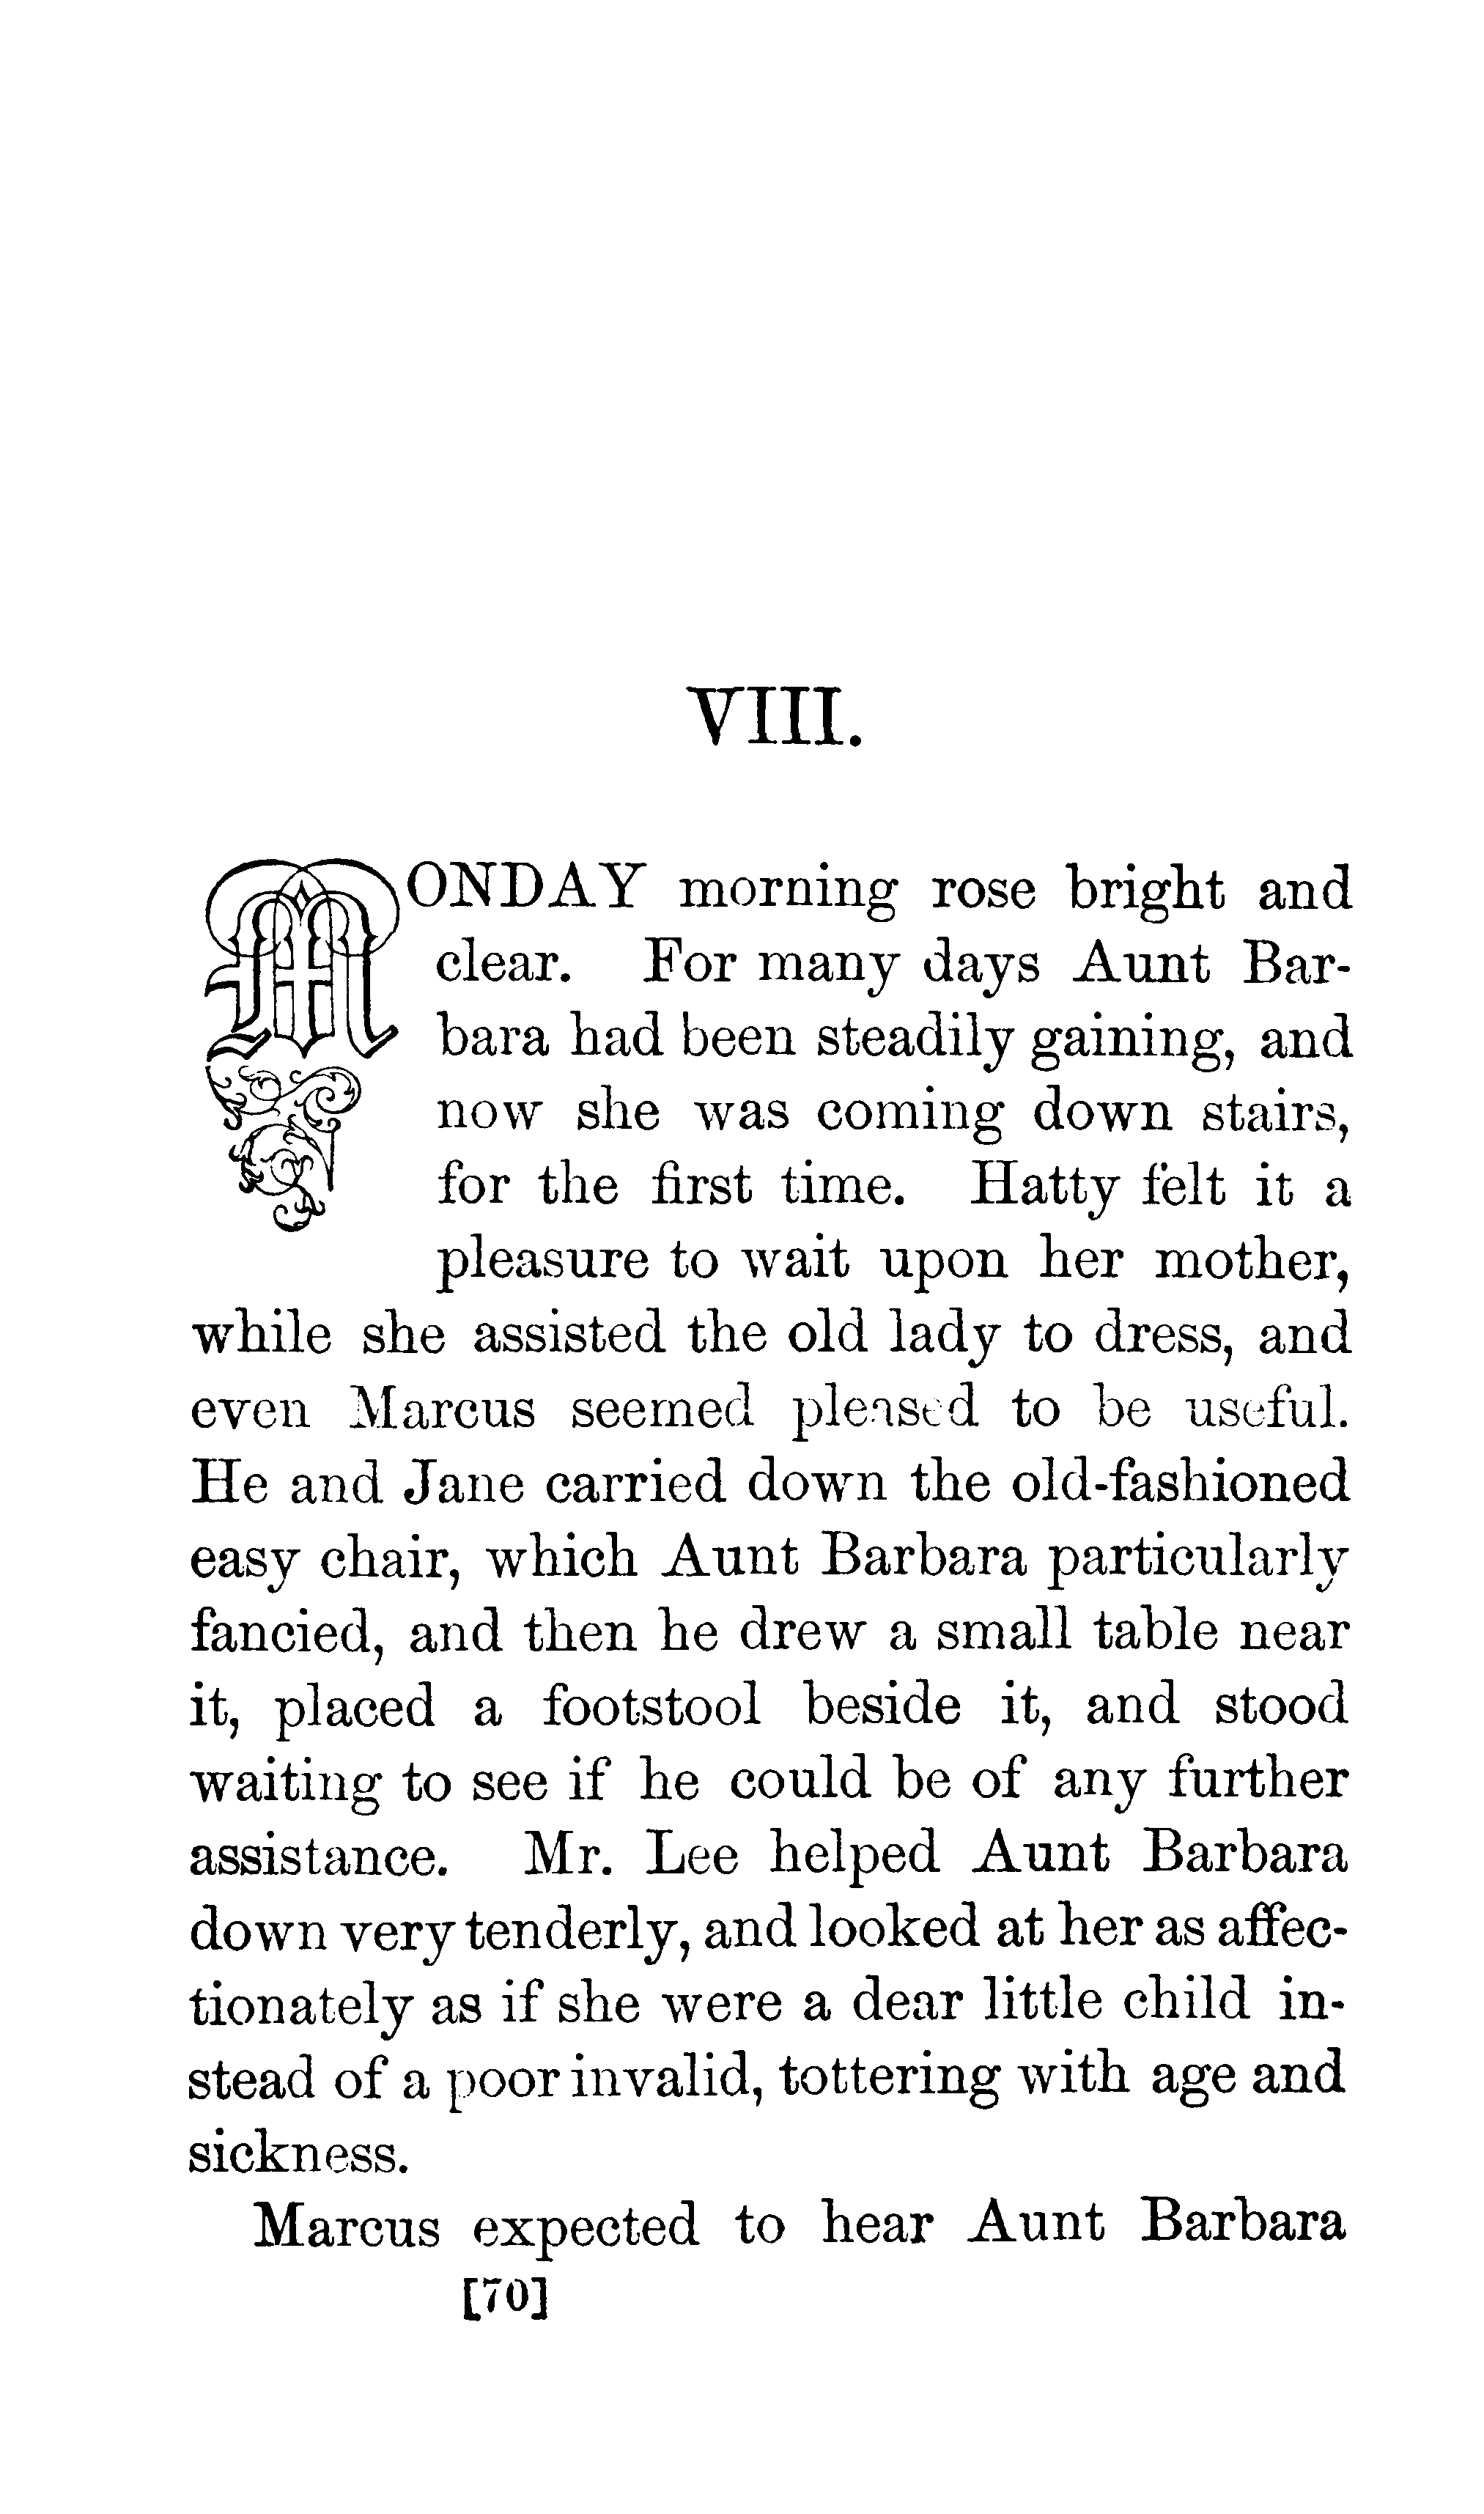 VIII.
MONDAY morning rose bright and
clear. For many days Aunt Bar-
bara had been steadily gaining, and
now she was coming down stairs,
for the first time. Hatty felt it a
pleasure to wait upon her mother,
while she assisted the old lady to dress, and
even Marcus seemed pleased to be useful.
He and Jane carried down the old-fashioned
easy chair, which Aunt Barbara particularly
fancied, and then he drew a small table near
it, placed a footstool beside it, and stood
waiting to see if he could be of any further
assistance. Mr. Lee helped Aunt Barbara
down very tenderly, and looked at her as affec-
tionately as if she were a dear little child in-
stead of a poor invalid, tottering with age and
sickness.
Marcus expected to hear Aunt Barbara
[70]